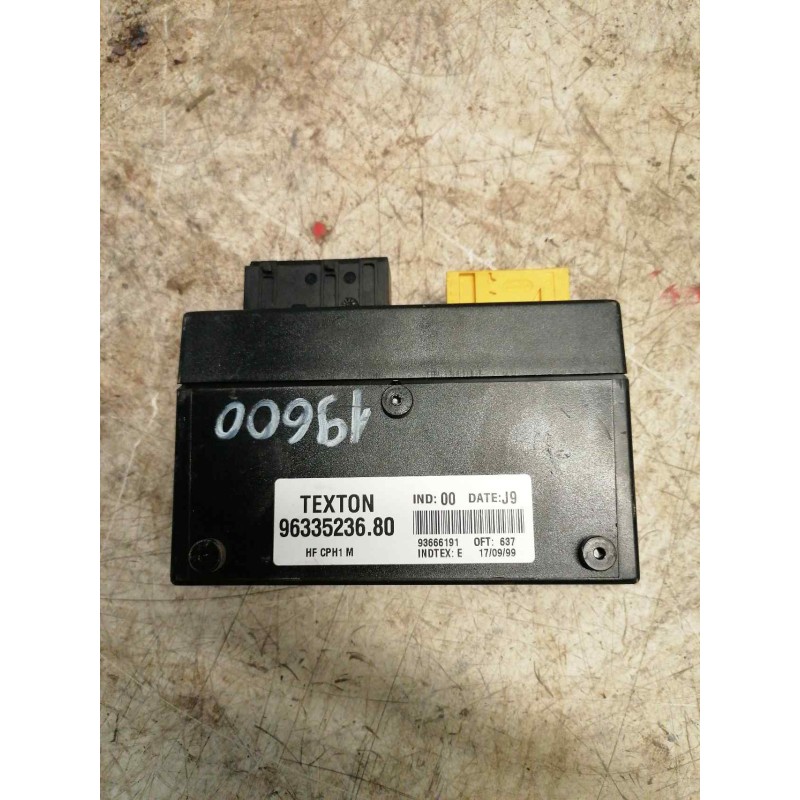 19600
TEXTON IND: 00 DATE: J9
96335236.80
93666191 OFT: 637
HF CPH1 M INDTEX: E 17/09/99